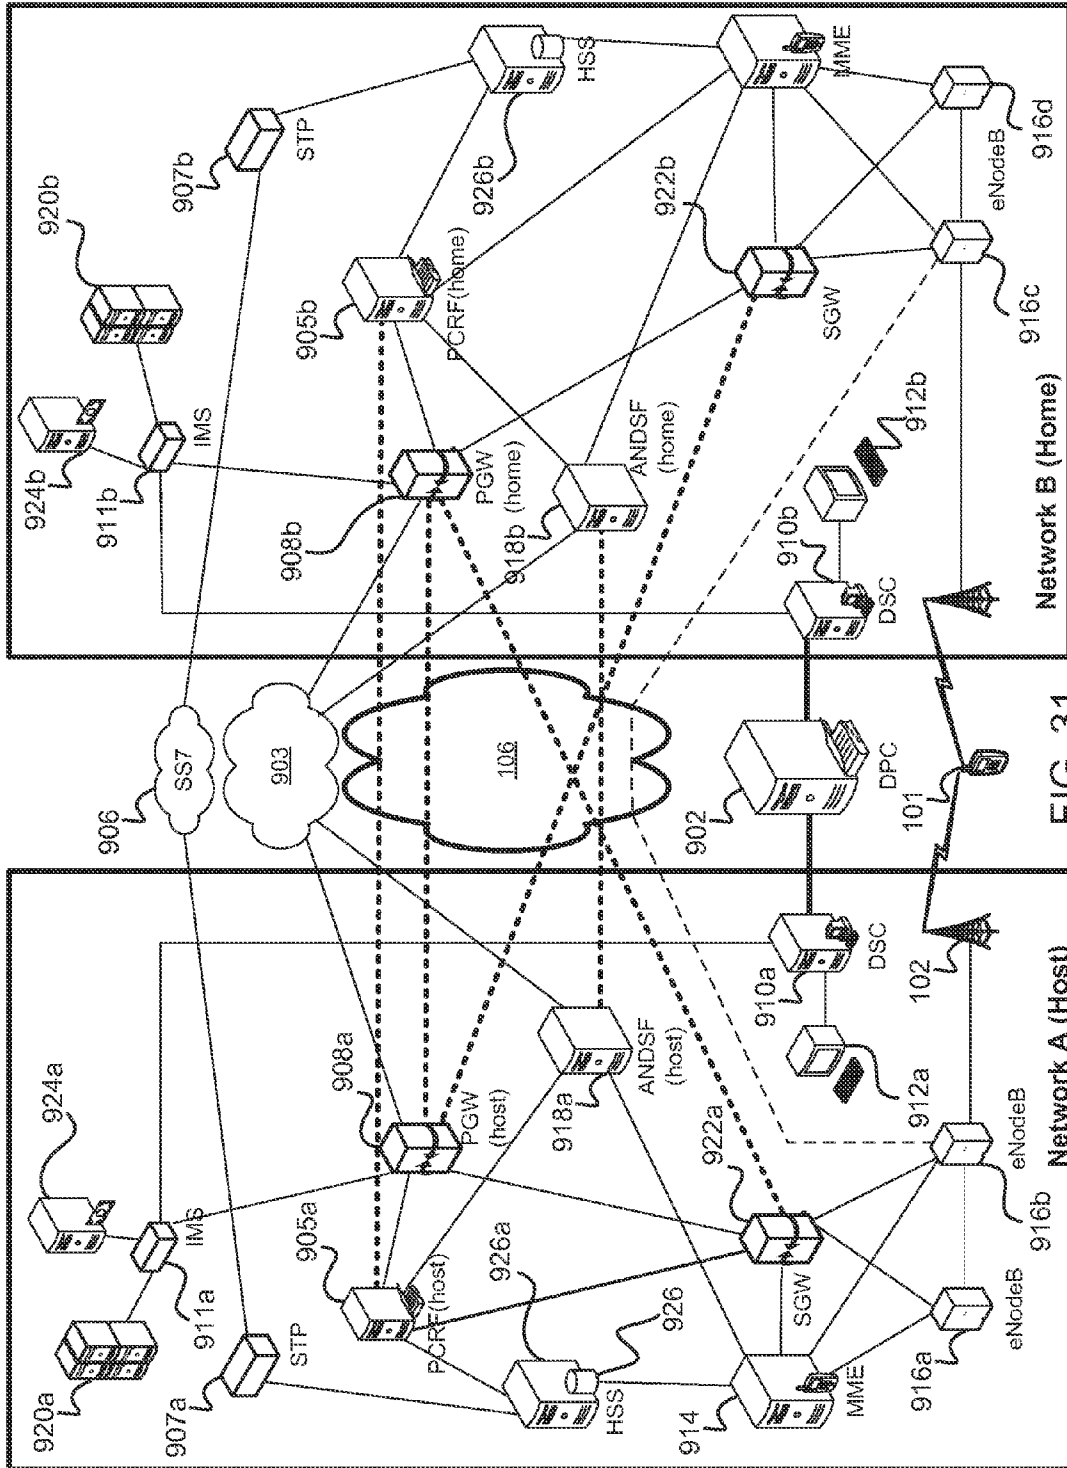 920a
924a
924b
920b
911a
IMS
911b
IMS
907a
STP
906
SS7
907b
STP
903
905a
908a
908b
905b
PCRF(host)
PGW
(host)
PGW
(home)
PCRF(home)
926a
926
HSS
926b
HSS
106
918a
ANDSF
(host)
918b
ANDSF
(home)
922a
922b
914
SGW
SGW
MME
MME
912a
910a
DSC
902
DPC
910b
DSC
912b
916a
eNodeB
916b
eNodeB
102
101
916c
eNodeB
916d
Network A (Host)
FIG. 31
Network B (Home)